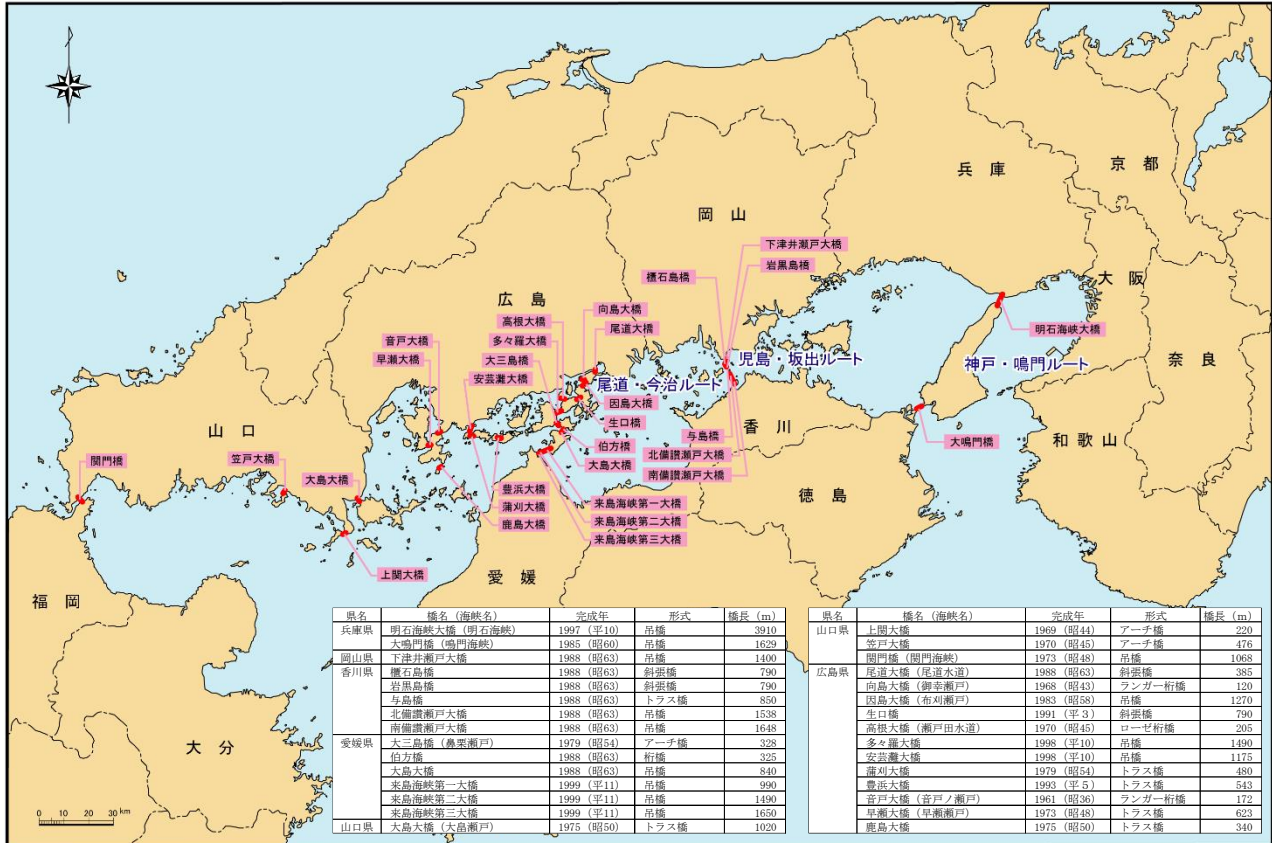 兵 庫
京 都
岡 山
下津井瀬戸大橋
岩黒島橋
櫃石島橋
大 阪
広 島
向島大橋
高根大橋
尾道大橋
音戸大橋
多々羅大橋
早瀬大橋
大三島橋
安芸灘大橋
明石海峡大橋
児島・坂出ルート
神戸・鳴門ルート
奈 良
尾道・今治ルート
因島大橋
生口橋
伯方橋
大島大橋
与島橋
香 川
北備讃瀬戸大橋
南備讃瀬戸大橋
大鳴門橋
和歌山
山 口
関門橋
笠戸大橋
大島大橋
豊浜大橋
蒲刈大橋
鹿島大橋
来島海峡第一大橋
来島海峡第二大橋
来島海峡第三大橋
徳 島
上関大橋
愛 媛
福 岡
大 分
0 10 20 30 km
県名 橋名（海峡名） 完成年 形式 橋長（m）
兵庫県 明石海峡大橋（明石海峡） 1997（平10） 吊橋 3910
大鳴門橋（鳴門海峡） 1985（昭60） 吊橋 1629
岡山県 下津井瀬戸大橋 1988（昭63） 吊橋 1400
香川県 櫃石島橋 1988（昭63） 斜張橋 790
岩黒島橋 1988（昭63） 斜張橋 790
与島橋 1988（昭63） トラス橋 850
北備讃瀬戸大橋 1988（昭63） 吊橋 1538
南備讃瀬戸大橋 1988（昭63） 吊橋 1648
愛媛県 大三島橋（鼻栗瀬戸） 1979（昭54） アーチ橋 328
伯方橋 1988（昭63） 桁橋 325
大島大橋 1988（昭63） 吊橋 840
来島海峡第一大橋 1999（平11） 吊橋 990
来島海峡第二大橋 1999（平11） 吊橋 1490
来島海峡第三大橋 1999（平11） 吊橋 1650
山口県 大島大橋（大畠瀬戸） 1975（昭50） トラス橋 1020
県名 橋名（海峡名） 完成年 形式 橋長（m）
山口県 上関大橋 1969（昭44） アーチ橋 220
笠戸大橋 1970（昭45） アーチ橋 476
関門橋（関門海峡） 1973（昭48） 吊橋 1068
広島県 尾道大橋（尾道水道） 1988（昭63） 斜張橋 385
向島大橋（御幸瀬戸） 1968（昭43） ランガー桁橋 120
因島大橋（布刈瀬戸） 1983（昭58） 吊橋 1270
生口橋 1991（平３） 斜張橋 790
高根大橋（瀬戸田水道） 1970（昭45） ローゼ桁橋 205
多々羅大橋 1998（平10） 吊橋 1490
安芸灘大橋 1998（平10） 吊橋 1175
蒲刈大橋 1979（昭54） トラス橋 480
豊浜大橋 1993（平５） トラス橋 543
音戸大橋（音戸ノ瀬戸） 1961（昭36） ランガー桁橋 172
早瀬大橋（早瀬瀬戸） 1973（昭48） トラス橋 623
鹿島大橋 1975（昭50） トラス橋 340